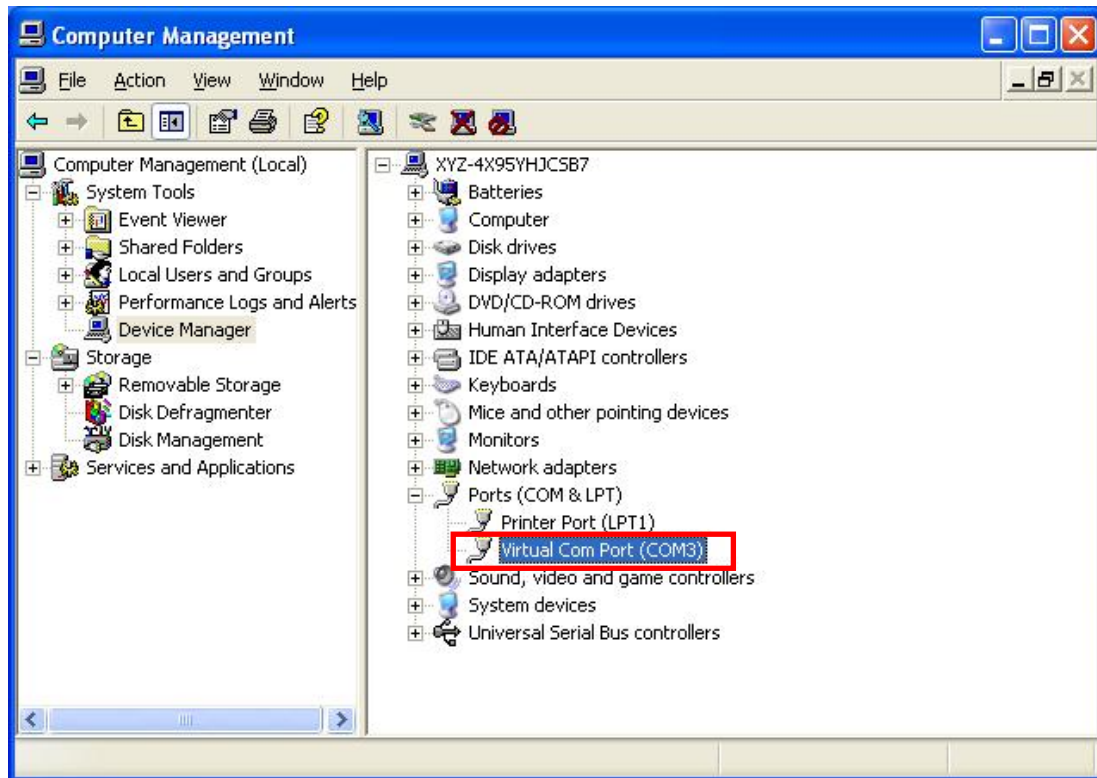 Computer Management
File Action View Window Help
Computer Management (Local)
System Tools
Event Viewer
Shared Folders
Local Users and Groups
Performance Logs and Alerts
Device Manager
Storage
Removable Storage
Disk Defragmenter
Disk Management
Services and Applications
XYZ-4X95YHJCSB7
Batteries
Computer
Disk drives
Display adapters
DVD/CD-ROM drives
Human Interface Devices
IDE ATA/ATAPI controllers
Keyboards
Mice and other pointing devices
Monitors
Network adapters
Ports (COM & LPT)
Printer Port (LPT1)
Virtual Com Port (COM3)
Sound, video and game controllers
System devices
Universal Serial Bus controllers